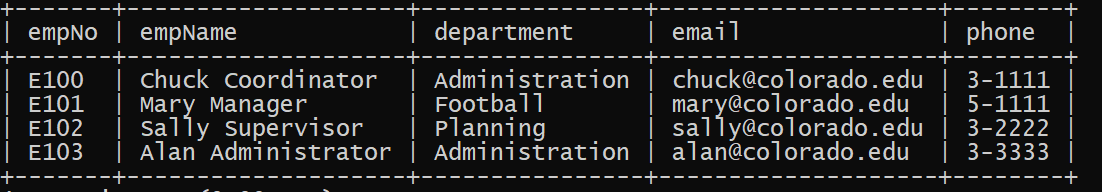 +-------+--------------------+----------------+--------------------+--------+
| empNo | empName            | department     | email              | phone  |
+-------+--------------------+----------------+--------------------+--------+
| E100  | Chuck Coordinator  | Administration | chuck@colorado.edu | 3-1111 |
| E101  | Mary Manager       | Football       | mary@colorado.edu  | 5-1111 |
| E102  | Sally Supervisor   | Planning       | sally@colorado.edu | 3-2222 |
| E103  | Alan Administrator | Administration | alan@colorado.edu  | 3-3333 |
+-------+--------------------+----------------+--------------------+--------+